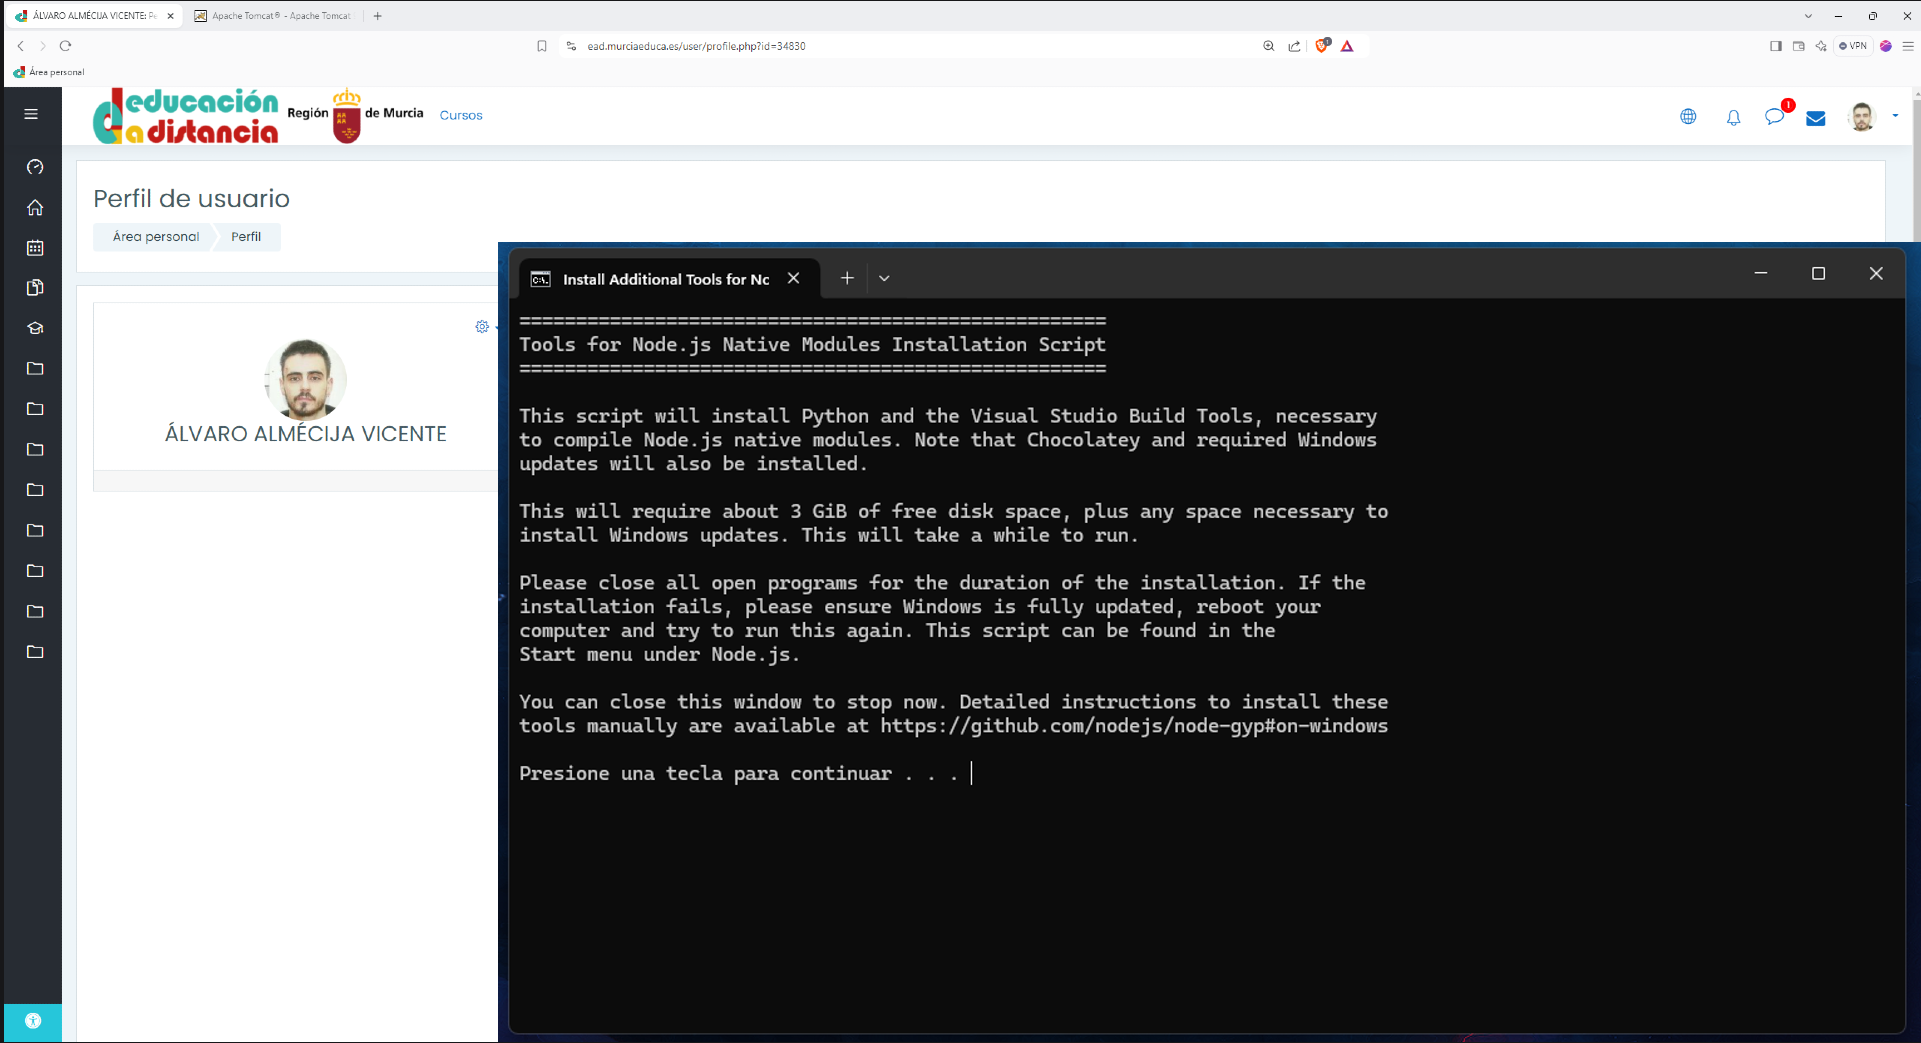 ÁLVARO ALMÉCIJA VICENTE: Pe
Apache Tomcat® - Apache Tomcat
ead.murciaeduca.es/user/profile.php?id=34830
1
VPN
Área personal
educación
a distancia
Región de Murcia
Cursos
1
Perfil de usuario
Área personal
Perfil
ÁLVARO ALMÉCIJA VICENTE
C:\_
Install Additional Tools for Nc
====================================================
Tools for Node.js Native Modules Installation Script
====================================================
This script will install Python and the Visual Studio Build Tools, necessary
to compile Node.js native modules. Note that Chocolatey and required Windows
updates will also be installed.
This will require about 3 GiB of free disk space, plus any space necessary to
install Windows updates. This will take a while to run.
Please close all open programs for the duration of the installation. If the
installation fails, please ensure Windows is fully updated, reboot your
computer and try to run this again. This script can be found in the
Start menu under Node.js.
You can close this window to stop now. Detailed instructions to install these
tools manually are available at https://github.com/nodejs/node-gyp#on-windows
Presione una tecla para continuar . . .